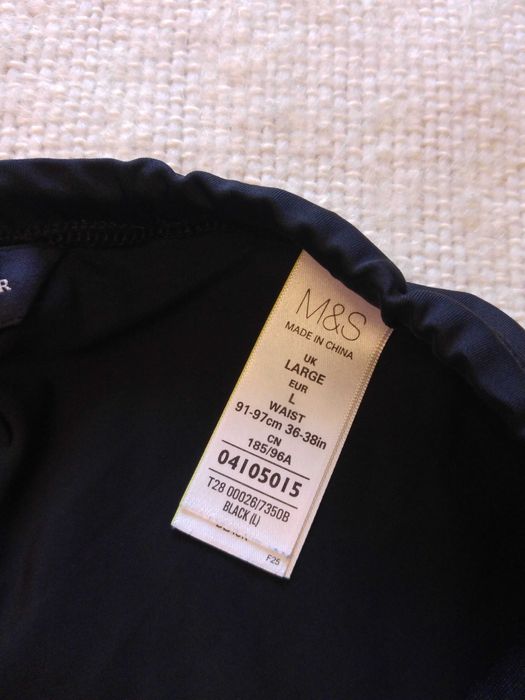 R
M&S
MADE IN CHINA
UK
LARGE
EUR
L
WAIST
91-97cm 36-38in
CN
185/96A
04105015
T28 00026/7350B
BLACK (L)
F25